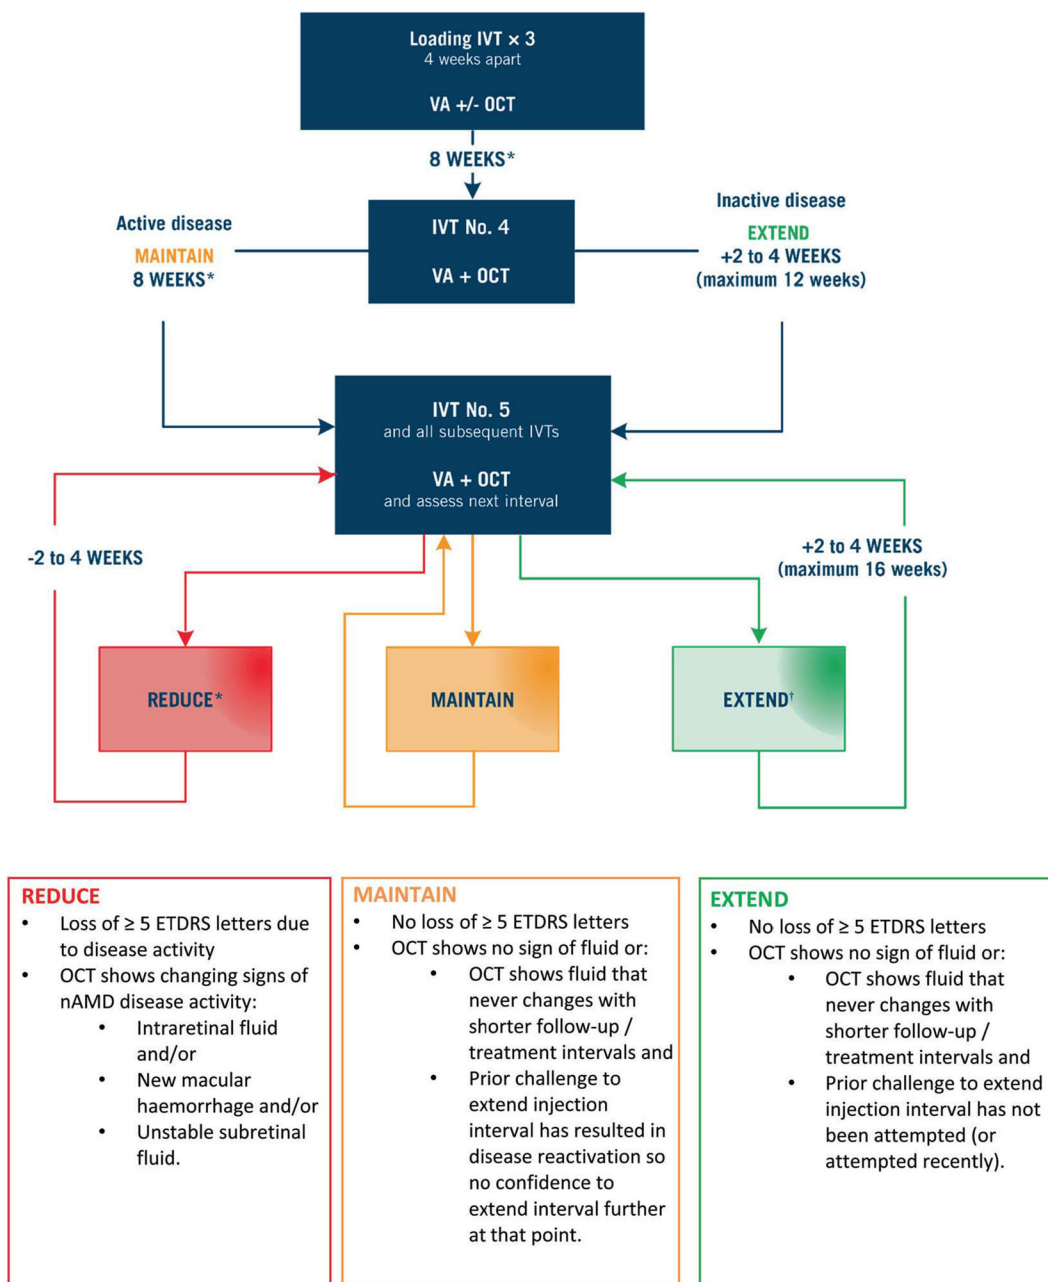 Loading IVT × 3
4 weeks apart
VA +/- OCT
8 WEEKS*
Active disease
MAINTAIN
8 WEEKS*
IVT No. 4
VA + OCT
Inactive disease
EXTEND
+2 to 4 WEEKS
(maximum 12 weeks)
IVT No. 5
and all subsequent IVTs
VA + OCT
and assess next interval
-2 to 4 WEEKS
+2 to 4 WEEKS
(maximum 16 weeks)
REDUCE*
MAINTAIN
EXTEND†
REDUCE
• Loss of ≥ 5 ETDRS letters due
to disease activity
• OCT shows changing signs of
nAMD disease activity:
• Intraretinal fluid
and/or
• New macular
haemorrhage and/or
• Unstable subretinal
fluid.
MAINTAIN
• No loss of ≥ 5 ETDRS letters
• OCT shows no sign of fluid or:
• OCT shows fluid that
never changes with
shorter follow-up /
treatment intervals and
• Prior challenge to
extend injection
interval has resulted in
disease reactivation so
no confidence to
extend interval further
at that point.
EXTEND
• No loss of ≥ 5 ETDRS letters
• OCT shows no sign of fluid or:
• OCT shows fluid that
never changes with
shorter follow-up /
treatment intervals and
• Prior challenge to extend
injection interval has not
been attempted (or
attempted recently).